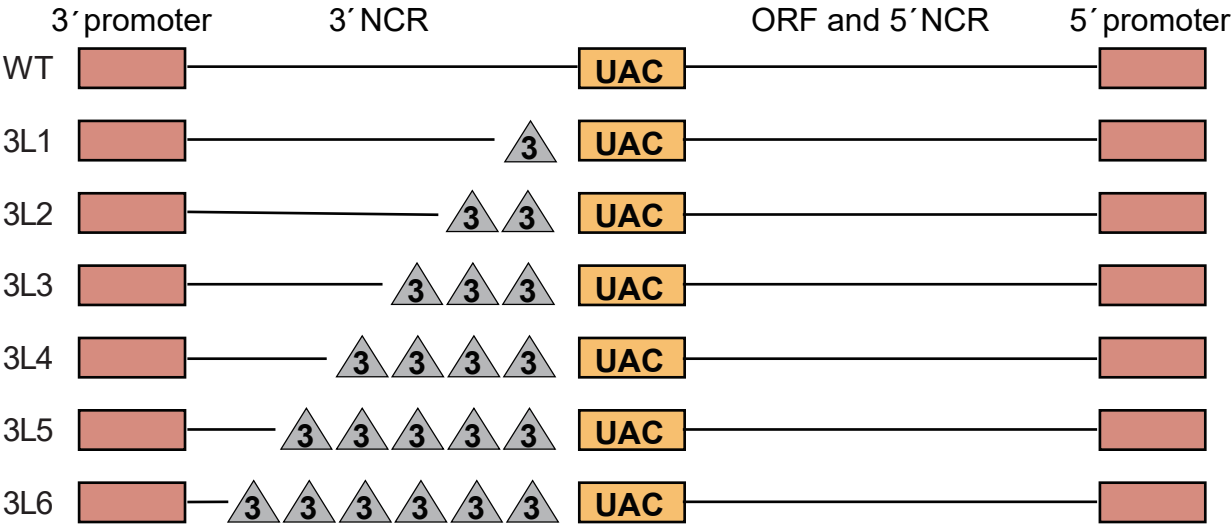 3´promoter 3´NCR ORF and 5´NCR 5´promoter
WT UAC
3L1 3 UAC
3L2 3 3 UAC
3L3 3 3 3 UAC
3L4 3 3 3 3 UAC
3L5 3 3 3 3 3 UAC
3L6 3 3 3 3 3 3 UAC